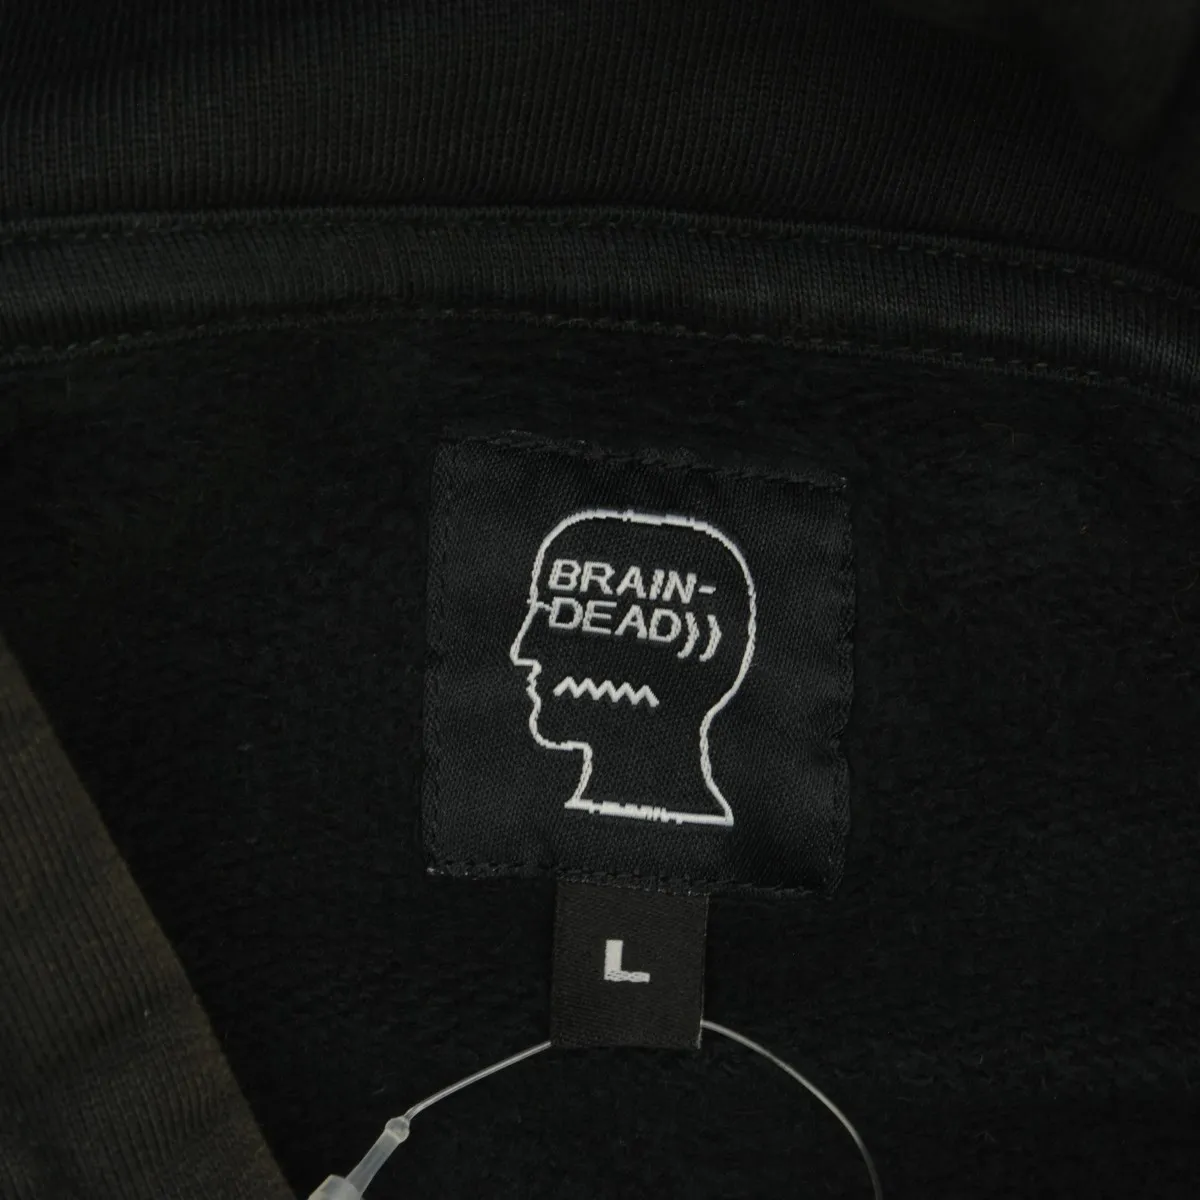 BRAIN-
DEAD))
L